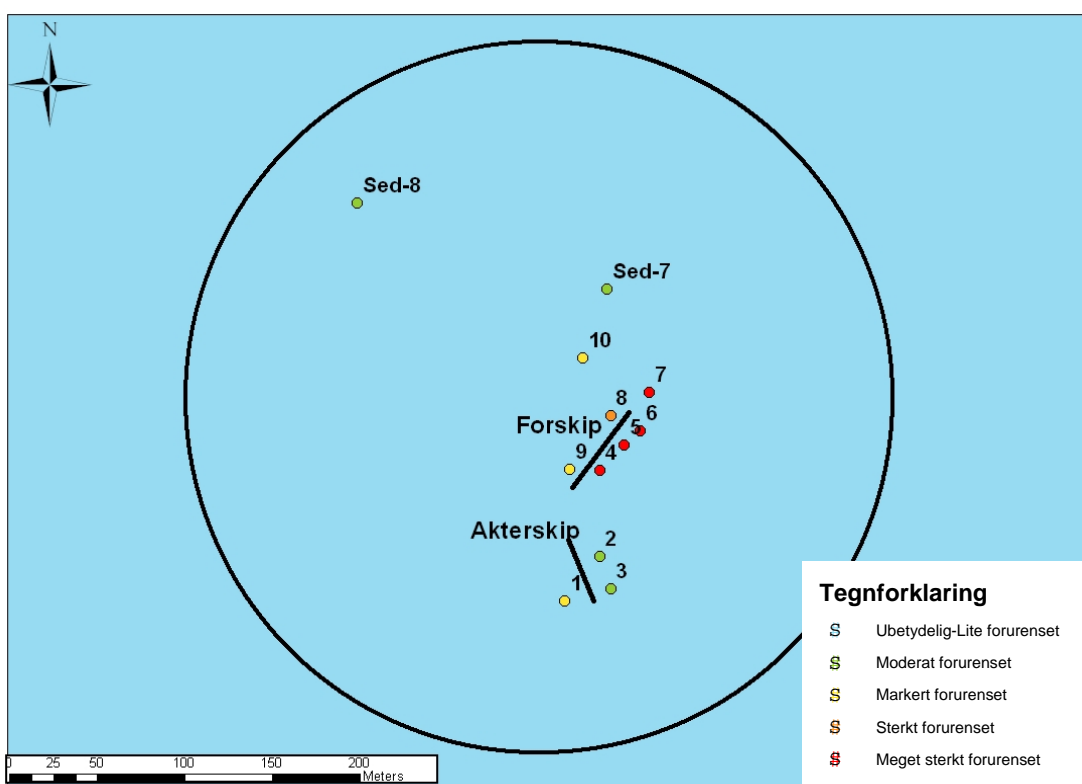 N
Sed-8
Sed-7
10
7
8
6
Forskip
5
9
4
Akterskip
2
3
1
Tegnforklaring
S Ubetydelig-Lite forurenset
S Moderat forurenset
S Markert forurenset
S Sterkt forurenset
S Meget sterkt forurenset
0 25 50 100 150 200
Meters